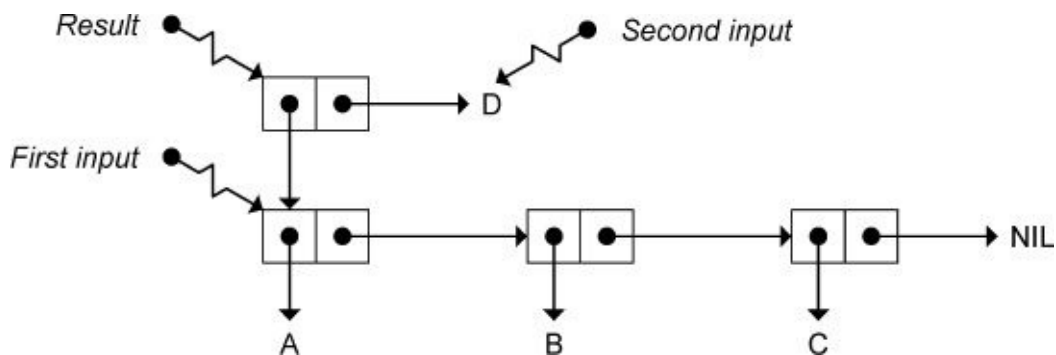 Result
Second input
D
First input
NIL
A
B
C